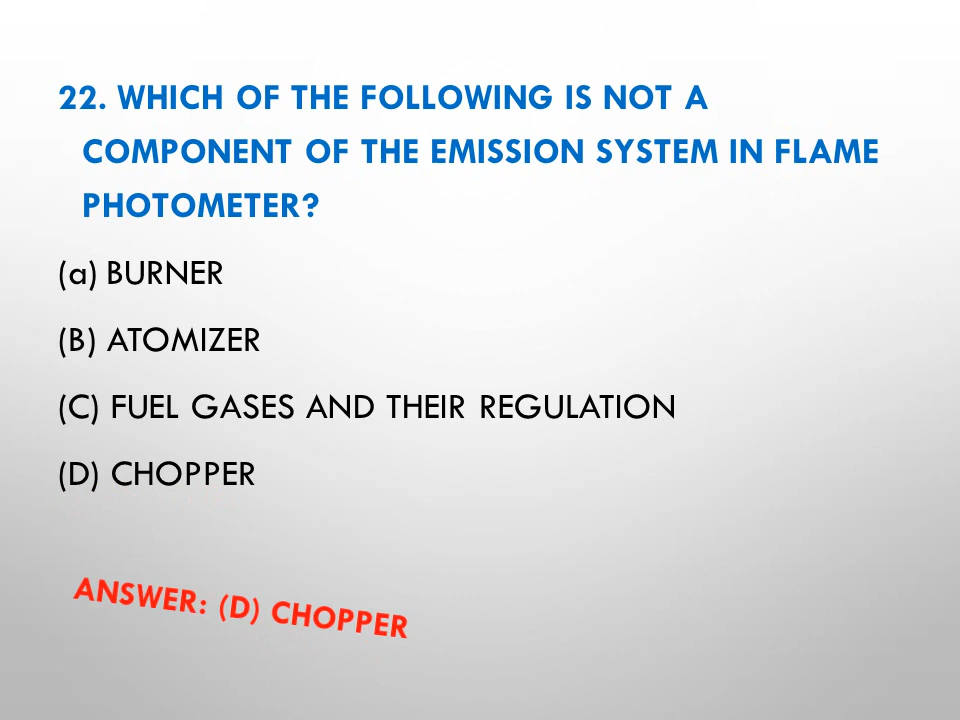 22. WHICH OF THE FOLLOWING IS NOT A
COMPONENT OF THE EMISSION SYSTEM IN FLAME
PHOTOMETER?
(a) BURNER
(B) ATOMIZER
(C) FUEL GASES AND THEIR REGULATION
(D) CHOPPER
ANSWER: (D) CHOPPER